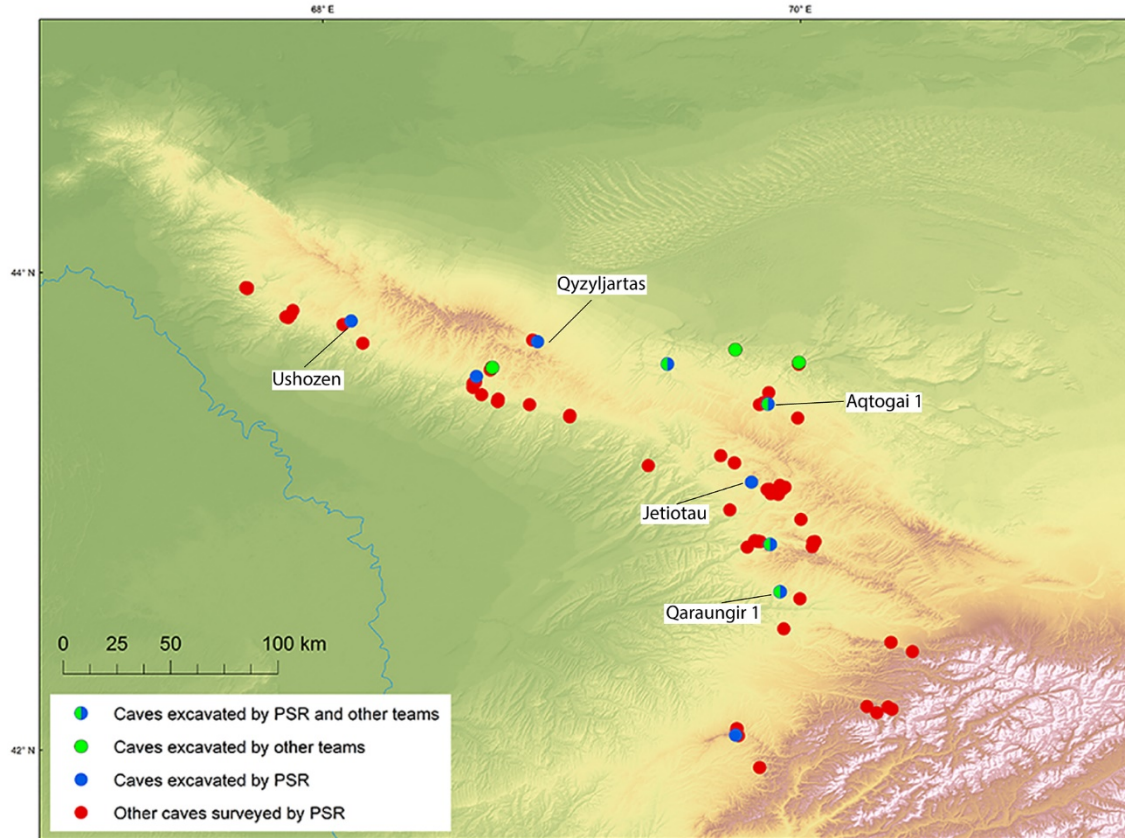 68° E
70° E
44° N
Qyzyljartas
Ushozen
Aqtogai 1
Jetiotau
Qaraungir 1
0 25 50 100 km
Caves excavated by PSR and other teams
Caves excavated by other teams
42° N
Caves excavated by PSR
Other caves surveyed by PSR